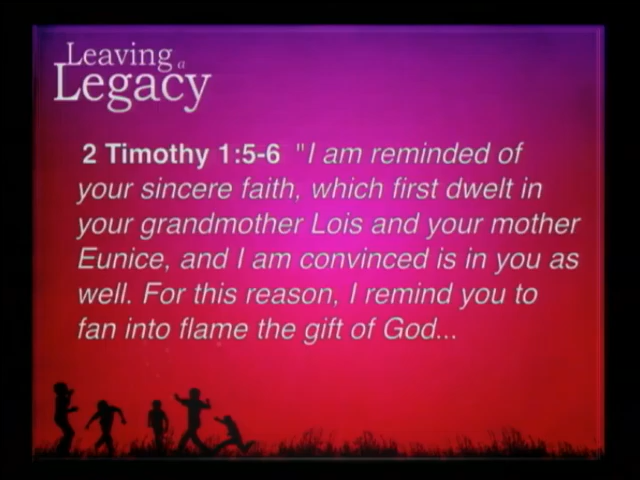 Leaving a
Legacy
2 Timothy 1:5-6 "I am reminded of
your sincere faith, which first dwelt in
your grandmother Lois and your mother
Eunice, and I am convinced is in you as
well. For this reason, I remind you to
fan into flame the gift of God...